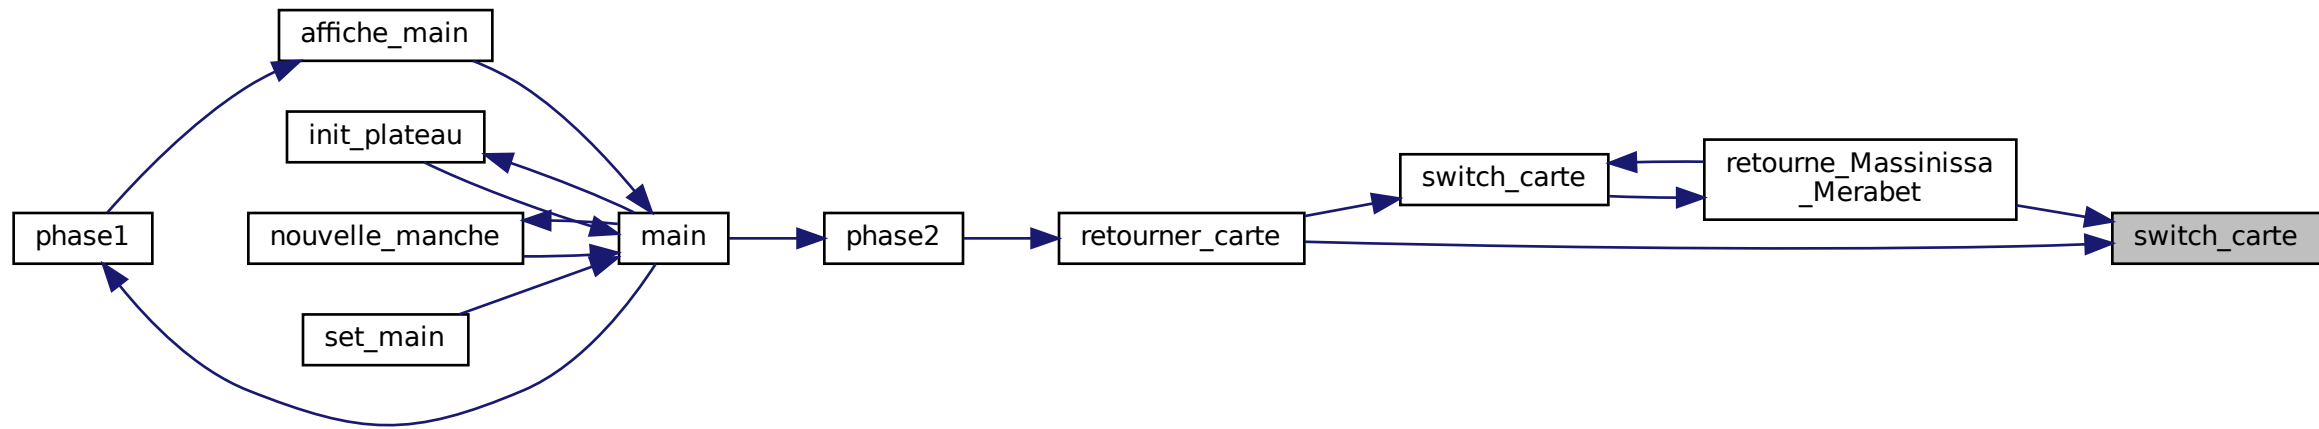 affiche_main
init_plateau
phase1
nouvelle_manche
set_main
main
phase2
retourner_carte
switch_carte
retourne_Massinissa
_Merabet
switch_carte